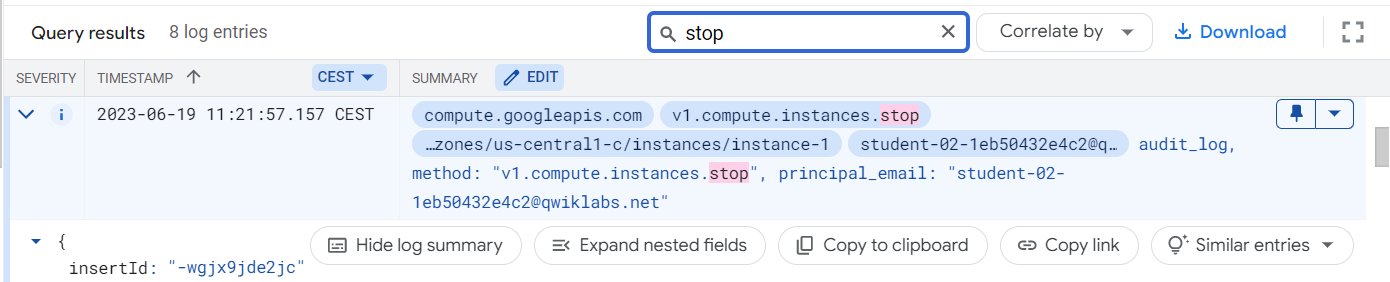 Query results 8 log entries stop Correlate by Download
SEVERITY TIMESTAMP CEST SUMMARY EDIT
2023-06-19 11:21:57.157 CEST compute.googleapis.com v1.compute.instances.stop
…zones/us-central1-c/instances/instance-1 student-02-1eb50432e4c2@q… audit_log,
method: "v1.compute.instances.stop", principal_email: "student-02-
1eb50432e4c2@qwiklabs.net"
{ Hide log summary Expand nested fields Copy to clipboard Copy link Similar entries
insertId: "-wgjx9jde2jc"